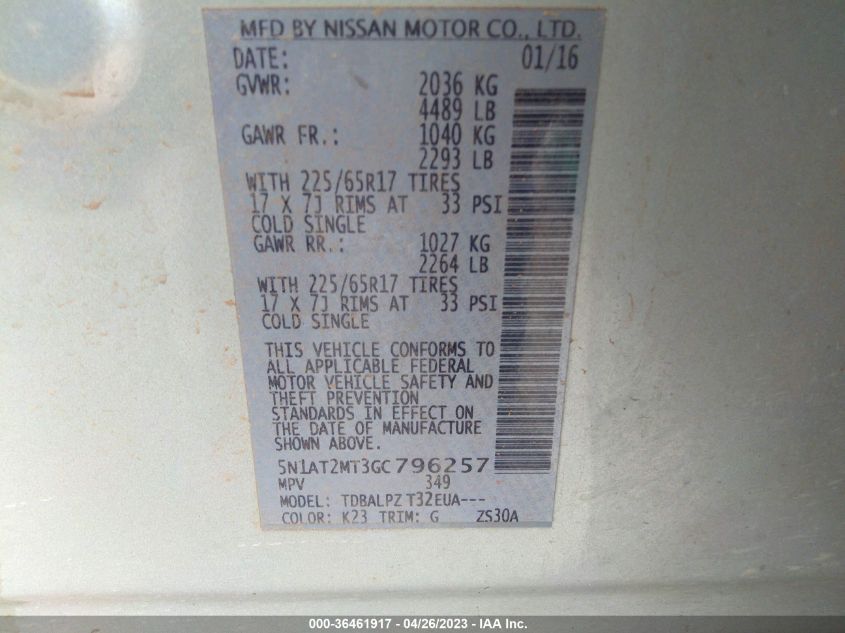 MFD BY NISSAN MOTOR CO., LTD.
DATE: 01/16
GVWR: 2036 KG
4489 LB
GAWR FR.: 1040 KG
2293 LB
WITH 225/65R17 TIRES
17 X 7J RIMS AT 33 PSI
COLD SINGLE
GAWR RR.: 1027 KG
2264 LB
WITH 225/65R17 TIRES
17 X 7J RIMS AT 33 PSI
COLD SINGLE
THIS VEHICLE CONFORMS TO
ALL APPLICABLE FEDERAL
MOTOR VEHICLE SAFETY AND
THEFT PREVENTION
STANDARDS IN EFFECT ON
THE DATE OF MANUFACTURE
SHOWN ABOVE.
5N1AT2MT3GC796257
MPV 349
MODEL: TDBALPZ T32EUA---
COLOR: K23 TRIM: G ZS30A
000-36461917 - 04/26/2023 - IAA Inc.